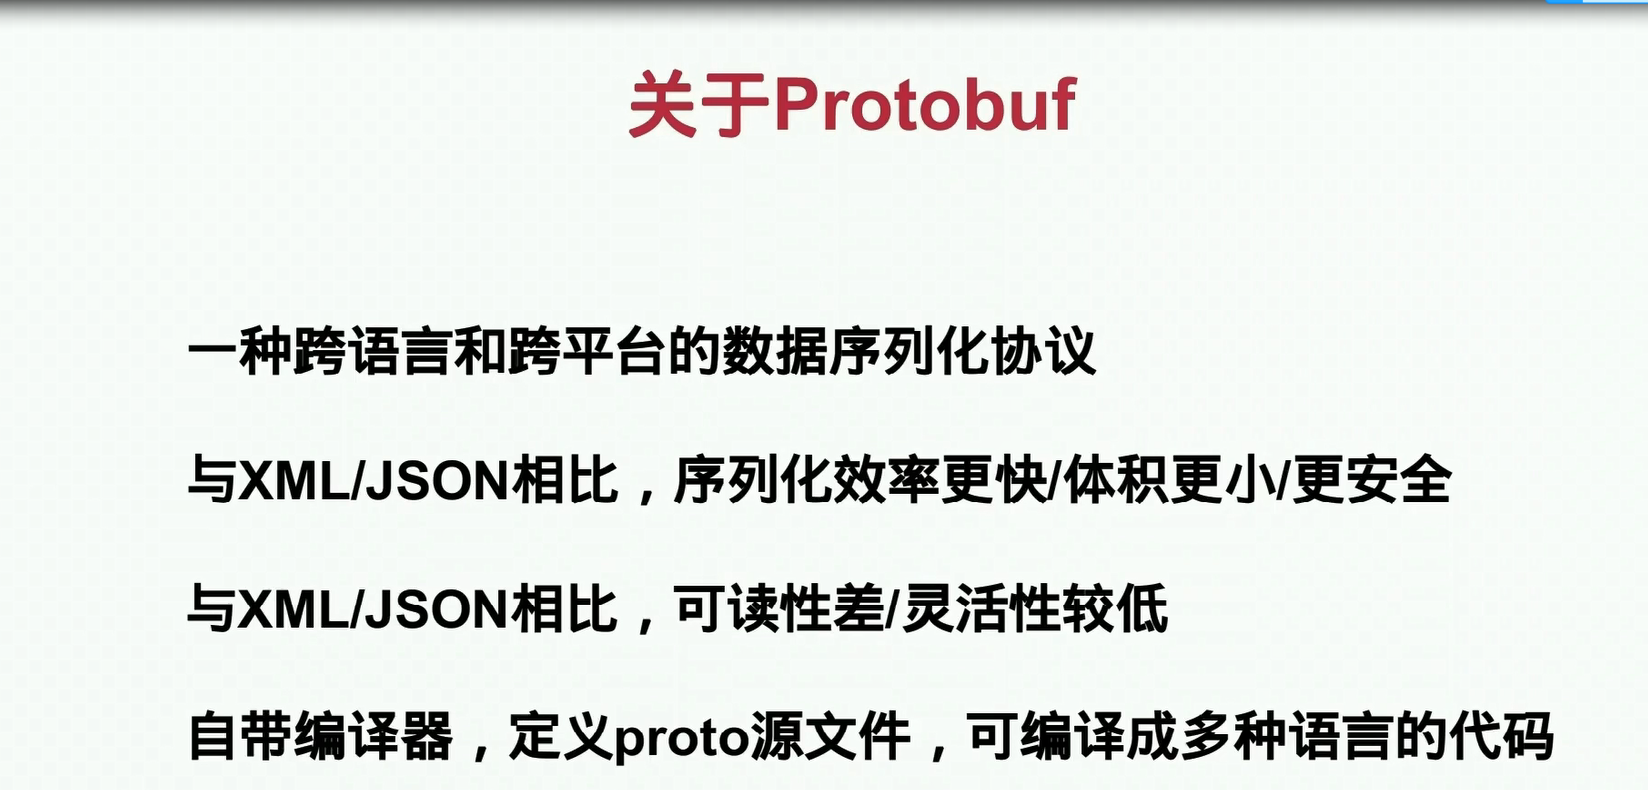 关于Protobuf
一种跨语言和跨平台的数据序列化协议
与XML/JSON相比，序列化效率更快/体积更小/更安全
与XML/JSON相比，可读性差/灵活性较低
自带编译器，定义proto源文件，可编译成多种语言的代码